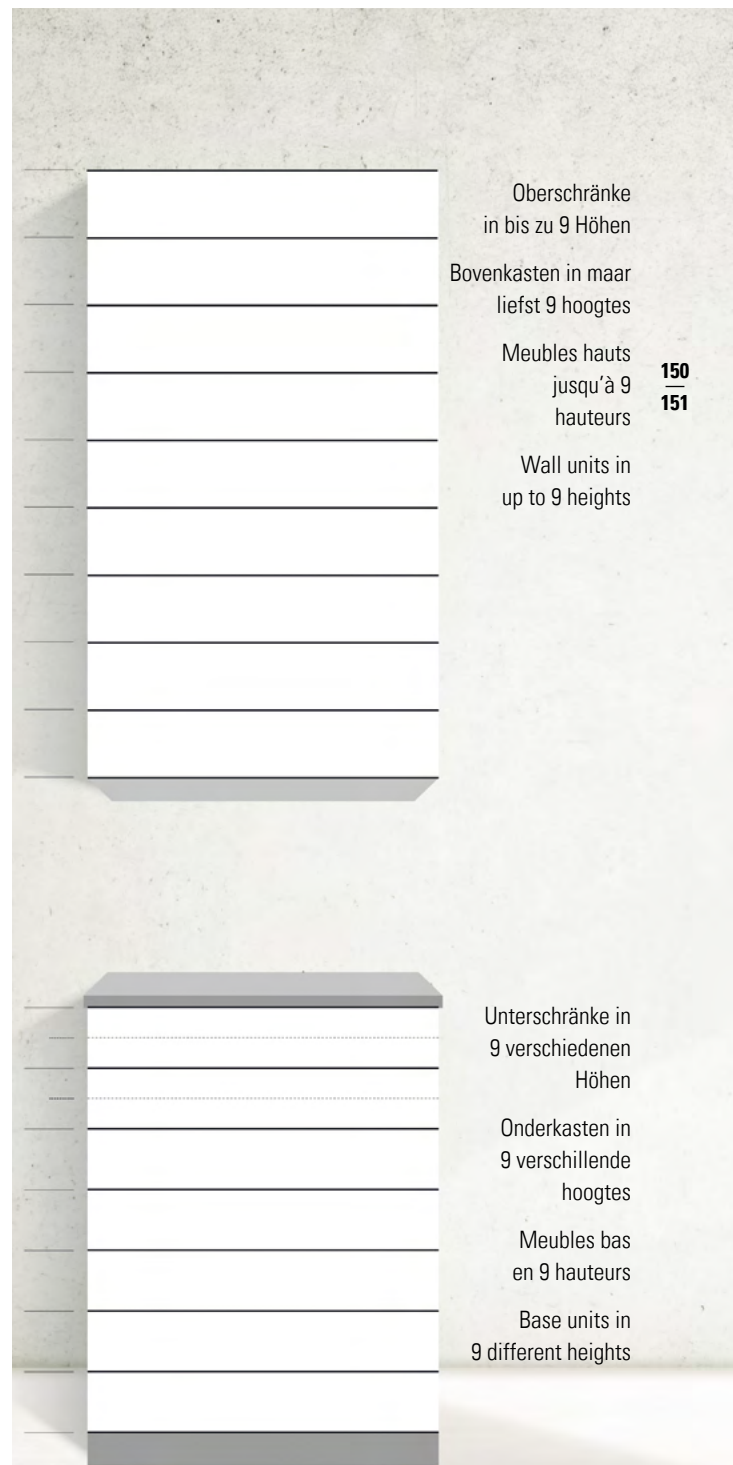 Oberschränke
in bis zu 9 Höhen
Bovenkasten in maar
liefst 9 hoogtes
Meubles hauts
jusqu’à 9
hauteurs
Wall units in
up to 9 heights
150
151
Unterschränke in
9 verschiedenen
Höhen
Onderkasten in
9 verschillende
hoogtes
Meubles bas
en 9 hauteurs
Base units in
9 different heights